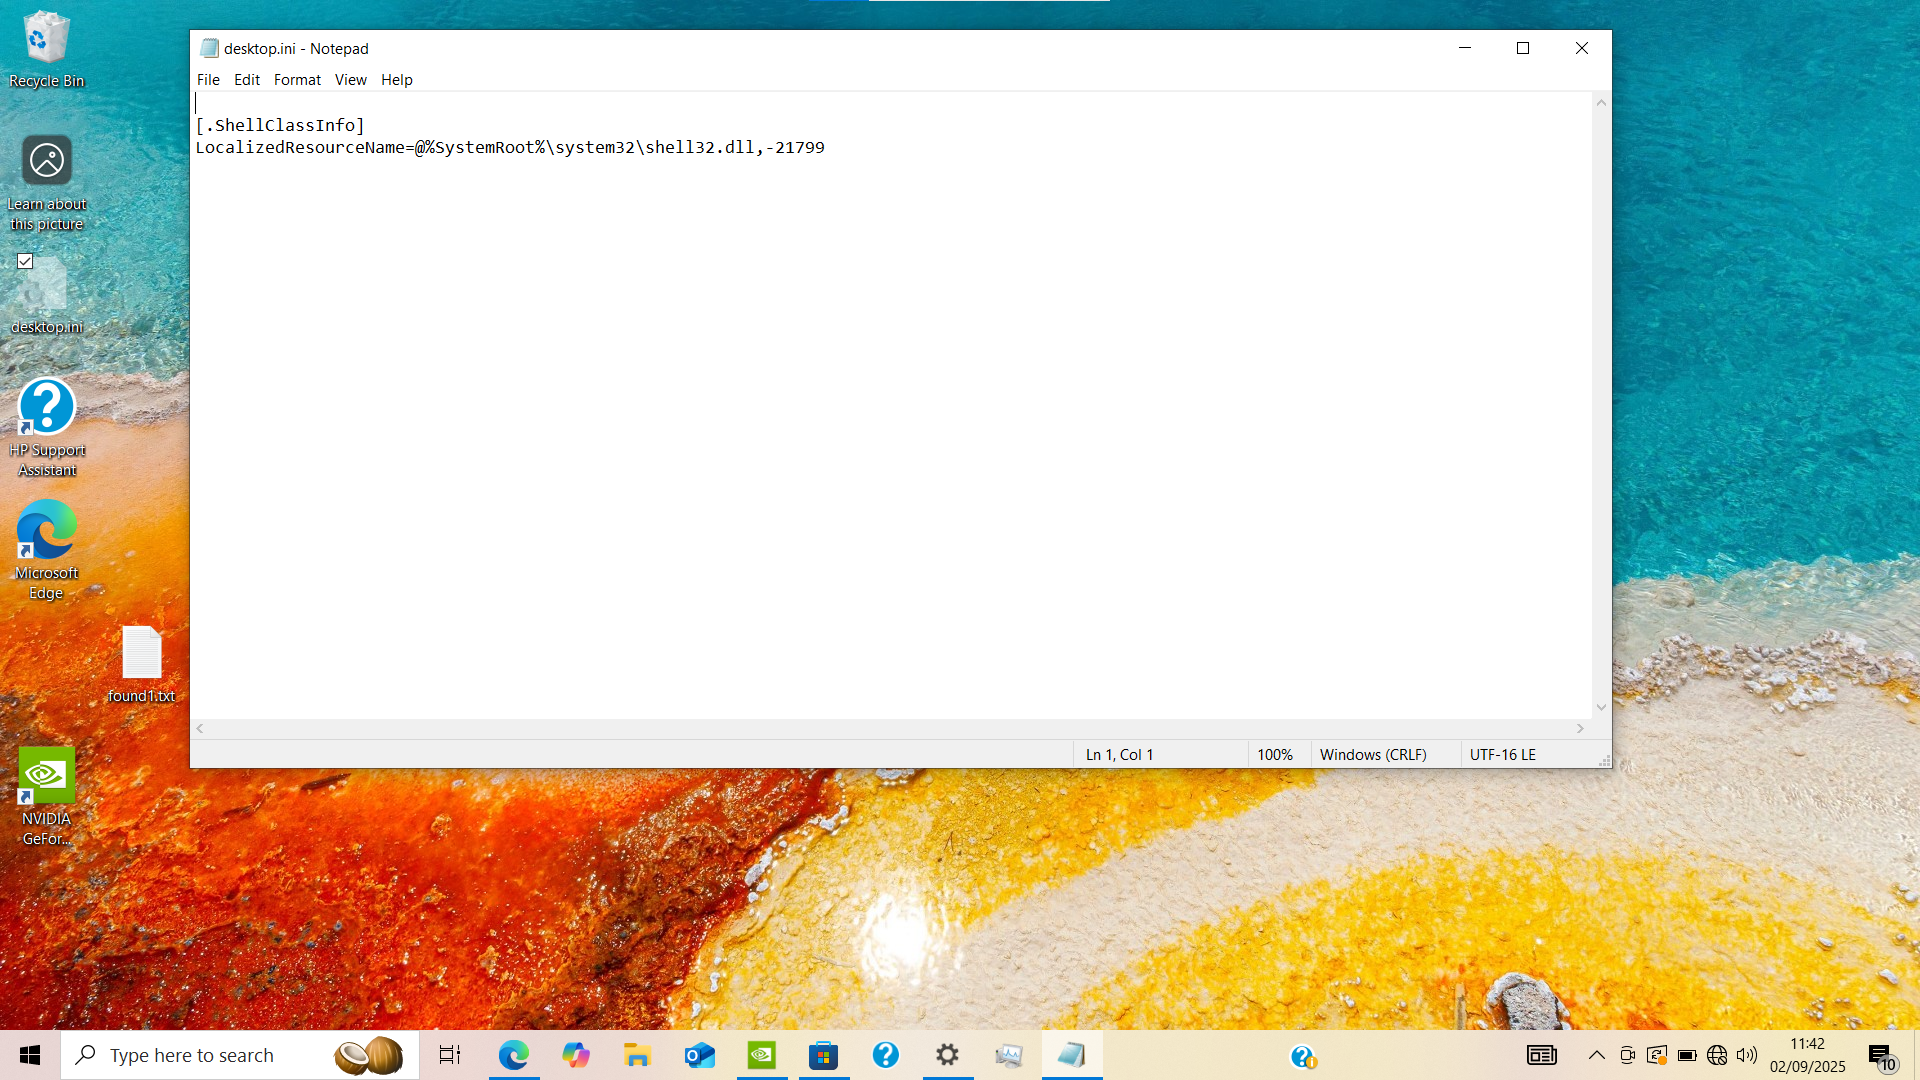 Recycle Bin
Learn about
this picture
desktop.ini
HP Support
Assistant
Microsoft
Edge
found1.txt
NVIDIA
GeFor...
desktop.ini - Notepad
File Edit Format View Help
[.ShellClassInfo]
LocalizedResourceName=@%SystemRoot%\system32\shell32.dll,-21799
Ln 1, Col 1
100%
Windows (CRLF)
UTF-16 LE
Type here to search
11:42
02/09/2025
10